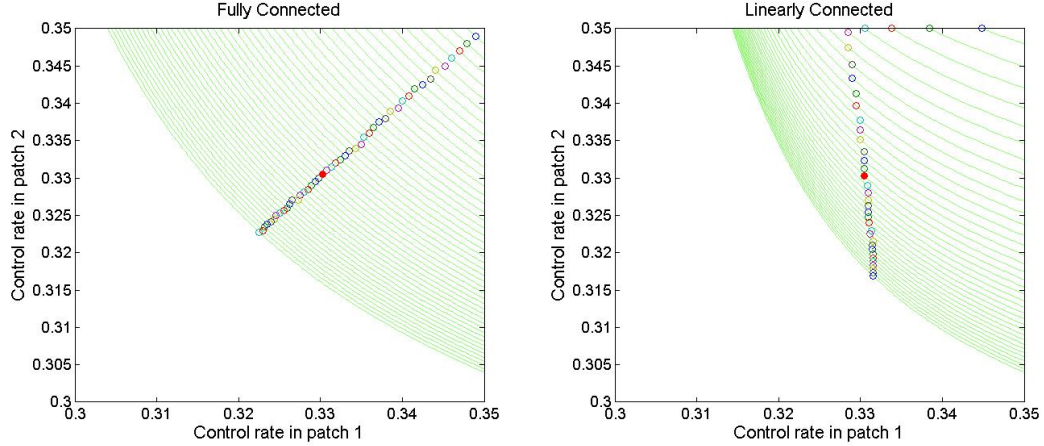 Fully Connected
0.35
0.345
0.34
0.335
0.33
0.325
0.32
0.315
0.31
0.305
0.3
Control rate in patch 2
0.3 0.31 0.32 0.33 0.34 0.35
Control rate in patch 1
Linearly Connected
0.35
0.345
0.34
0.335
0.33
0.325
0.32
0.315
0.31
0.305
0.3
Control rate in patch 2
0.3 0.31 0.32 0.33 0.34 0.35
Control rate in patch 1